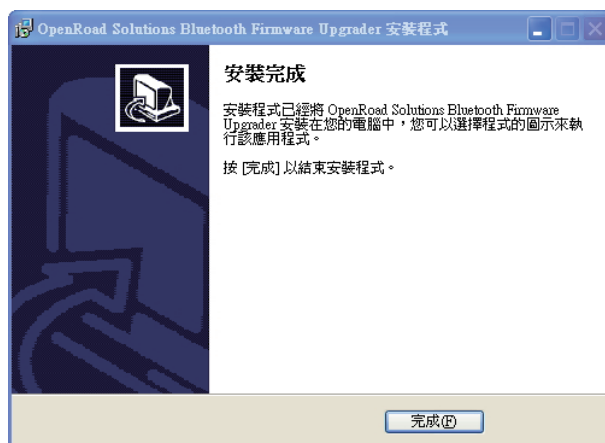 OpenRoad Solutions Bluetooth Firmware Upgrader 安裝程式
安裝完成
安裝程式已經將 OpenRoad Solutions Bluetooth Firmware
Upgrader 安裝在您的電腦中，您可以選擇程式的圖示來執
行該應用程式。
按 [完成] 以結束安裝程式。
完成(F)